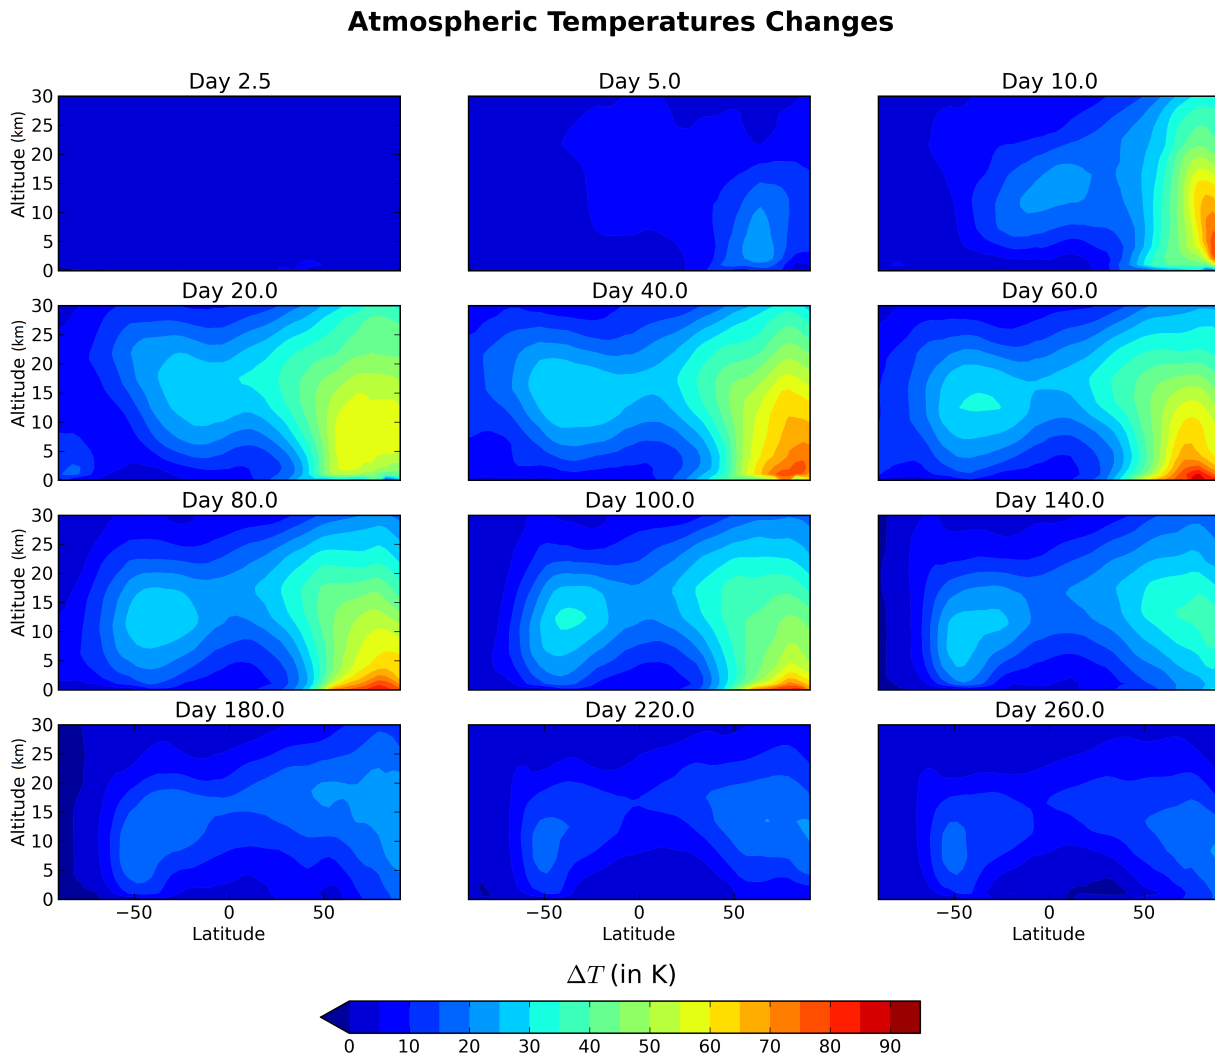 Atmospheric Temperatures Changes
Day 2.5
Day 5.0
Day 10.0
30
25
20
15
10
5
0
Altitude (km)
Day 20.0
Day 40.0
Day 60.0
30
25
20
15
10
5
0
Altitude (km)
Day 80.0
Day 100.0
Day 140.0
30
25
20
15
10
5
0
Altitude (km)
Day 180.0
Day 220.0
Day 260.0
30
25
20
15
10
5
0
Altitude (km)
−50 0 50
−50 0 50
−50 0 50
Latitude
Latitude
Latitude
ΔT (in K)
0 10 20 30 40 50 60 70 80 90